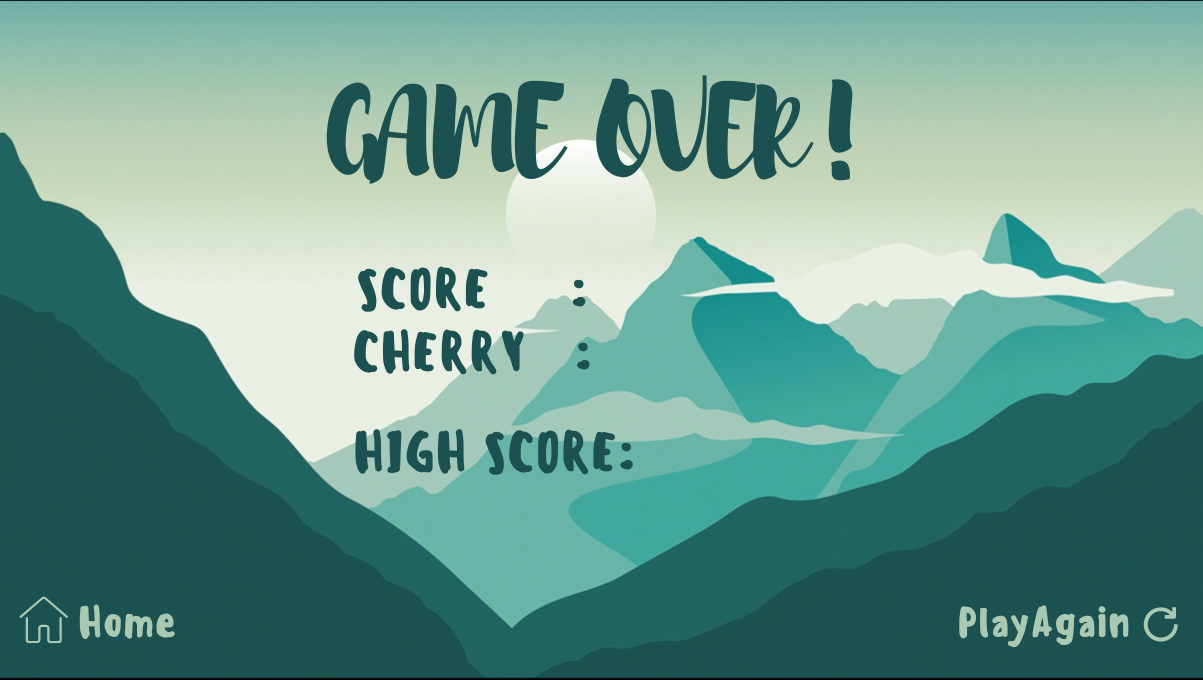 GAME OVER!
SCORE :
CHERRY :
HIGH SCORE:
Home
PlayAgain